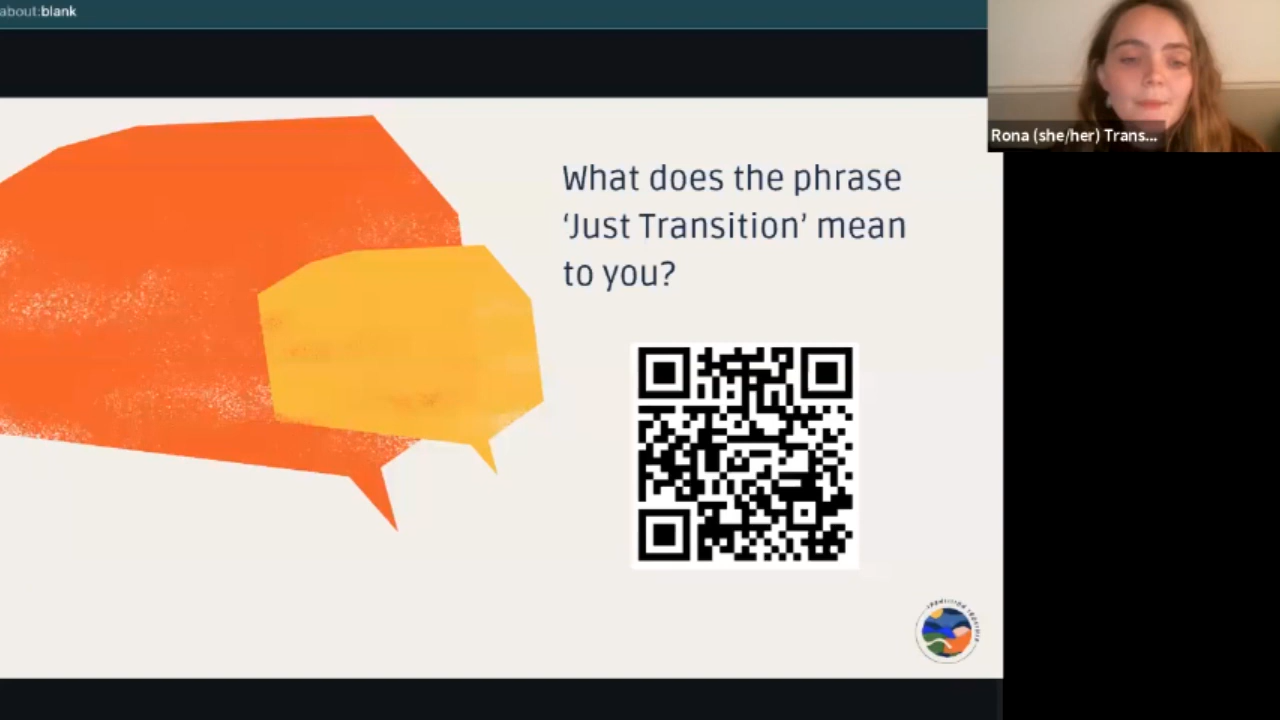 about:blank
Rona (she/her) Trans...
What does the phrase
‘Just Transition’ mean
to you?